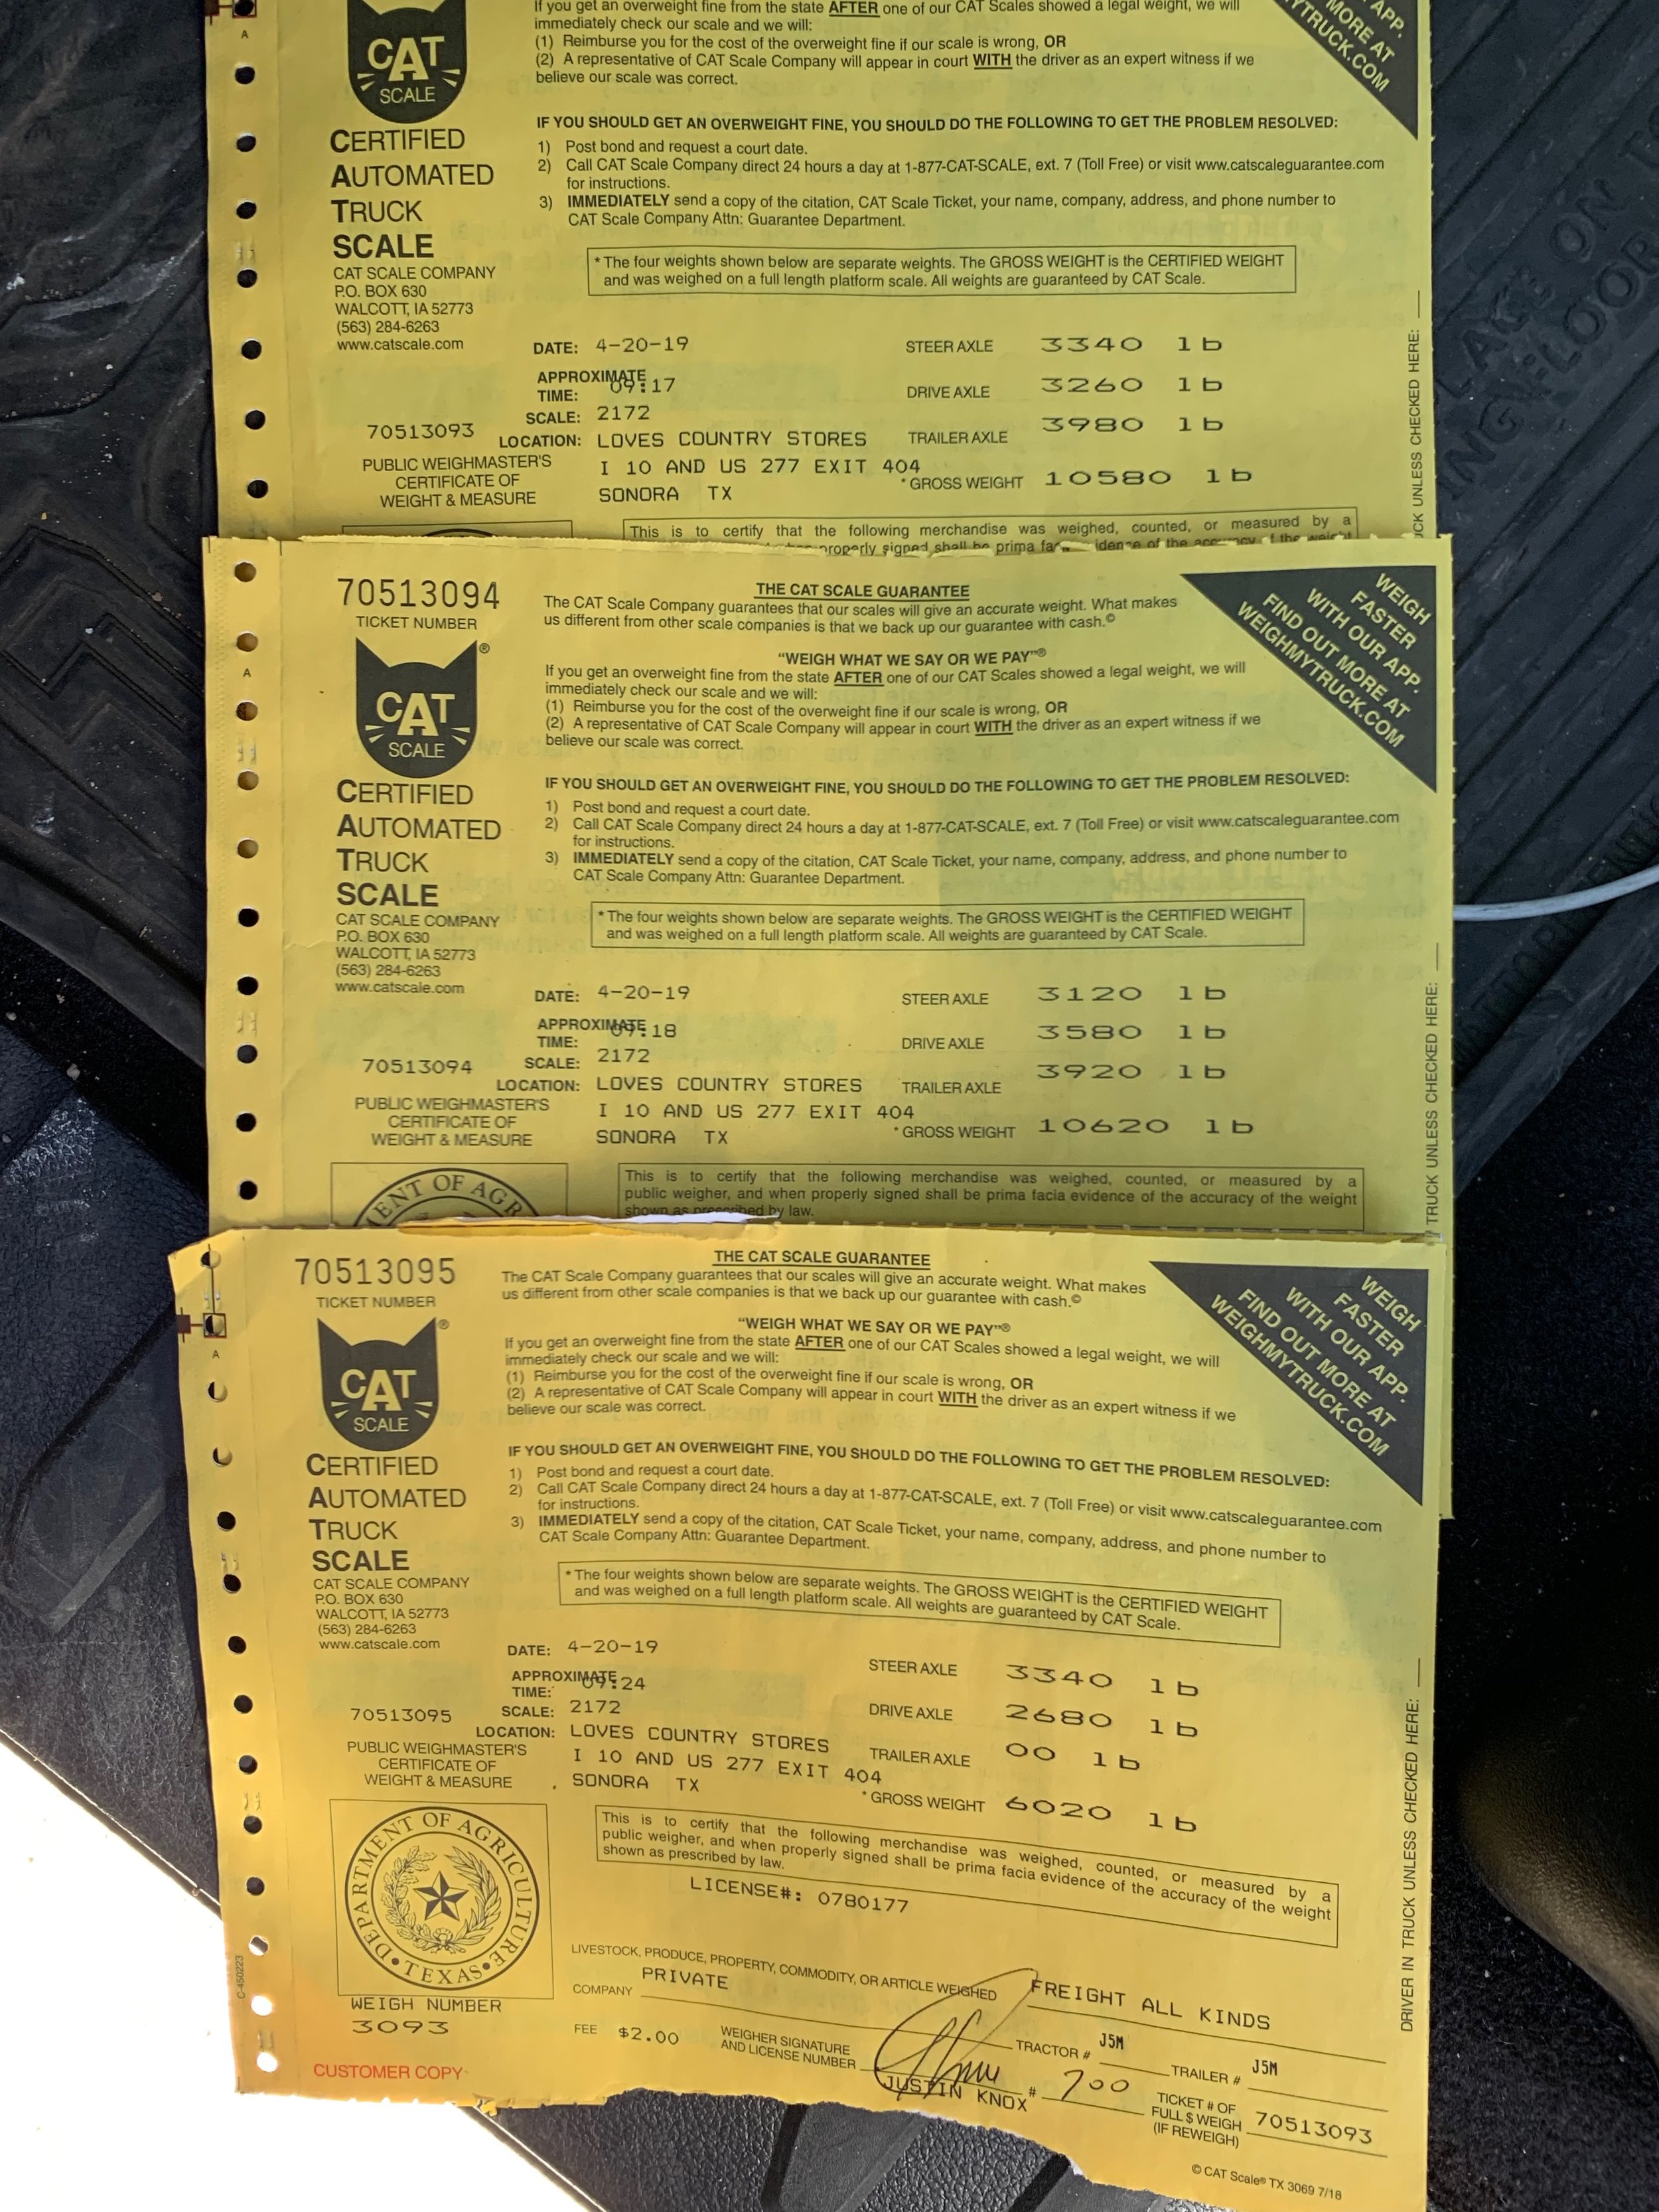 If you get an overweight fine from the state AFTER one of our CAT Scales showed a legal weight, we will
immediately check our scale and we will:
(1) Reimburse you for the cost of the overweight fine if our scale is wrong, OR
(2) A representative of CAT Scale Company will appear in court WITH the driver as an expert witness if we
believe our scale was correct.
APP.
MORE AT
MYTRUCK.COM
A
CAT
SCALE
CERTIFIED
AUTOMATED
TRUCK
SCALE
CAT SCALE COMPANY
P.O. BOX 630
WALCOTT, IA 52773
(563) 284-6263
www.catscale.com
IF YOU SHOULD GET AN OVERWEIGHT FINE, YOU SHOULD DO THE FOLLOWING TO GET THE PROBLEM RESOLVED:
1) Post bond and request a court date.
2) Call CAT Scale Company direct 24 hours a day at 1-877-CAT-SCALE, ext. 7 (Toll Free) or visit www.catscaleguarantee.com
for instructions.
3) IMMEDIATELY send a copy of the citation, CAT Scale Ticket, your name, company, address, and phone number to
CAT Scale Company Attn: Guarantee Department.
* The four weights shown below are separate weights. The GROSS WEIGHT is the CERTIFIED WEIGHT
and was weighed on a full length platform scale. All weights are guaranteed by CAT Scale.
DATE: 4-20-19
STEER AXLE 3340 lb
APPROXIMATE
TIME: 09:17
DRIVE AXLE 3260 lb
SCALE: 2172
70513093
LOCATION: LOVES COUNTRY STORES
TRAILER AXLE 3980 lb
I 10 AND US 277 EXIT 404
SONORA TX
* GROSS WEIGHT 10580 lb
PUBLIC WEIGHMASTER'S
CERTIFICATE OF
WEIGHT & MEASURE
This is to certify that the following merchandise was weighed, counted, or measured by a
properly signed shall be prima
UCK UNLESS CHECKED HERE:
70513094
TICKET NUMBER
A
CAT
SCALE
®
CERTIFIED
AUTOMATED
TRUCK
SCALE
CAT SCALE COMPANY
P.O. BOX 630
WALCOTT, IA 52773
(563) 284-6263
www.catscale.com
THE CAT SCALE GUARANTEE
The CAT Scale Company guarantees that our scales will give an accurate weight. What makes
us different from other scale companies is that we back up our guarantee with cash.©
"WEIGH WHAT WE SAY OR WE PAY"®
If you get an overweight fine from the state AFTER one of our CAT Scales showed a legal weight, we will
immediately check our scale and we will:
(1) Reimburse you for the cost of the overweight fine if our scale is wrong, OR
(2) A representative of CAT Scale Company will appear in court WITH the driver as an expert witness if we
believe our scale was correct.
WEIGH
FASTER
WITH OUR APP.
FIND OUT MORE AT
WEIGHMYTRUCK.COM
IF YOU SHOULD GET AN OVERWEIGHT FINE, YOU SHOULD DO THE FOLLOWING TO GET THE PROBLEM RESOLVED:
1) Post bond and request a court date.
2) Call CAT Scale Company direct 24 hours a day at 1-877-CAT-SCALE, ext. 7 (Toll Free) or visit www.catscaleguarantee.com
for instructions.
3) IMMEDIATELY send a copy of the citation, CAT Scale Ticket, your name, company, address, and phone number to
CAT Scale Company Attn: Guarantee Department.
* The four weights shown below are separate weights. The GROSS WEIGHT is the CERTIFIED WEIGHT
and was weighed on a full length platform scale. All weights are guaranteed by CAT Scale.
DATE: 4-20-19
STEER AXLE 3120 lb
APPROXIMATE
TIME: 09:18
DRIVE AXLE 3580 lb
SCALE: 2172
70513094
LOCATION: LOVES COUNTRY STORES
TRAILER AXLE 3920 lb
I 10 AND US 277 EXIT 404
SONORA TX
* GROSS WEIGHT 10620 lb
PUBLIC WEIGHMASTER'S
CERTIFICATE OF
WEIGHT & MEASURE
MENT OF AGR
This is to certify that the following merchandise was weighed, counted, or measured by a
public weigher, and when properly signed shall be prima facia evidence of the accuracy of the weight
shown as prescribed by law.
TRUCK UNLESS CHECKED HERE:
70513095
TICKET NUMBER
A
CAT
SCALE
®
CERTIFIED
AUTOMATED
TRUCK
SCALE
CAT SCALE COMPANY
P.O. BOX 630
WALCOTT, IA 52773
(563) 284-6263
www.catscale.com
THE CAT SCALE GUARANTEE
The CAT Scale Company guarantees that our scales will give an accurate weight. What makes
us different from other scale companies is that we back up our guarantee with cash.©
"WEIGH WHAT WE SAY OR WE PAY"®
If you get an overweight fine from the state AFTER one of our CAT Scales showed a legal weight, we will
immediately check our scale and we will:
(1) Reimburse you for the cost of the overweight fine if our scale is wrong, OR
(2) A representative of CAT Scale Company will appear in court WITH the driver as an expert witness if we
believe our scale was correct.
WEIGH
FASTER
WITH OUR APP.
FIND OUT MORE AT
WEIGHMYTRUCK.COM
IF YOU SHOULD GET AN OVERWEIGHT FINE, YOU SHOULD DO THE FOLLOWING TO GET THE PROBLEM RESOLVED:
1) Post bond and request a court date.
2) Call CAT Scale Company direct 24 hours a day at 1-877-CAT-SCALE, ext. 7 (Toll Free) or visit www.catscaleguarantee.com
for instructions.
3) IMMEDIATELY send a copy of the citation, CAT Scale Ticket, your name, company, address, and phone number to
CAT Scale Company Attn: Guarantee Department.
* The four weights shown below are separate weights. The GROSS WEIGHT is the CERTIFIED WEIGHT
and was weighed on a full length platform scale. All weights are guaranteed by CAT Scale.
DATE: 4-20-19
STEER AXLE 3340 lb
APPROXIMATE
TIME: 09:24
DRIVE AXLE 2680 lb
SCALE: 2172
70513095
LOCATION: LOVES COUNTRY STORES
TRAILER AXLE 00 lb
I 10 AND US 277 EXIT 404
SONORA TX
* GROSS WEIGHT 6020 lb
PUBLIC WEIGHMASTER'S
CERTIFICATE OF
WEIGHT & MEASURE
This is to certify that the following merchandise was weighed, counted, or measured by a
public weigher, and when properly signed shall be prima facia evidence of the accuracy of the weight
shown as prescribed by law.
LICENSE#: 0780177
DEPARTMENT OF AGRICULTURE
TEXAS
LIVESTOCK, PRODUCE, PROPERTY, COMMODITY, OR ARTICLE WEIGHED FREIGHT ALL KINDS
COMPANY PRIVATE
WEIGH NUMBER
3093
FEE $2.00
WEIGHER SIGNATURE
AND LICENSE NUMBER
JUSTIN KNOX
# 700
TRACTOR # J5M
TRAILER # J5M
TICKET # OF
FULL $ WEIGH
(IF REWEIGH)
70513093
CUSTOMER COPY
C-450223
DRIVER IN TRUCK UNLESS CHECKED HERE:
© CAT Scale® TX 3069 7/18